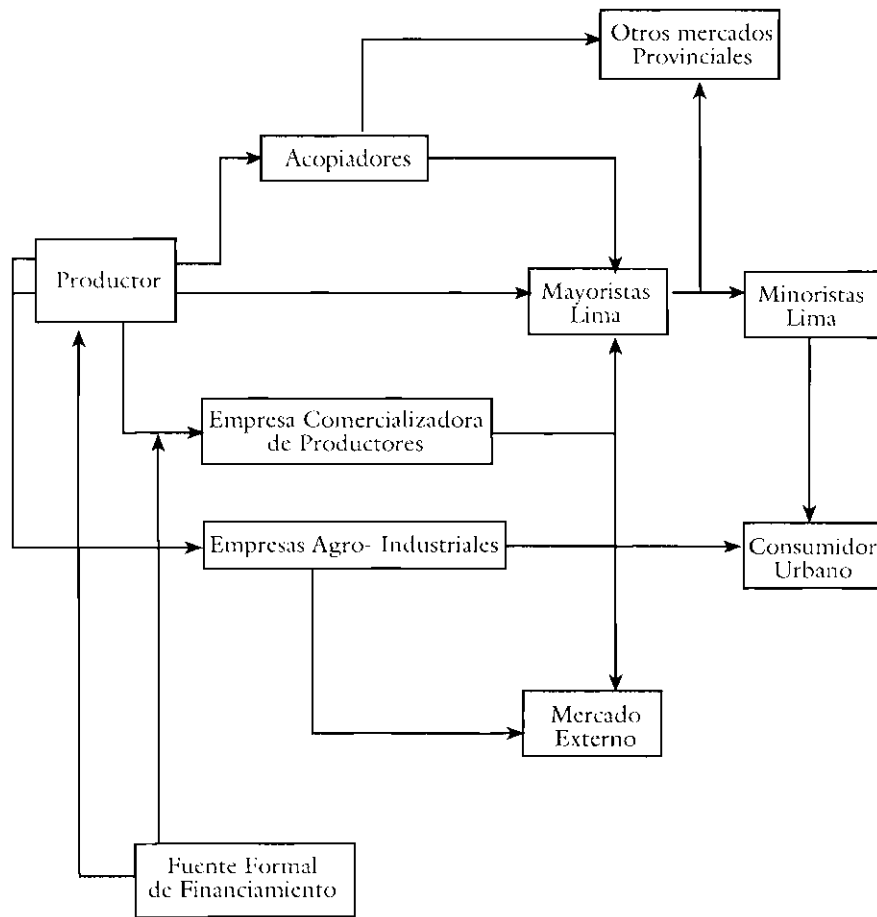 Otros mercados
Provinciales
Acopiadores
Productor
Mayoristas
Lima
Minoristas
Lima
Empresa Comercializadora
de Productores
Empresas Agro- Industriales
Consumidor
Urbano
Mercado
Externo
Fuente Formal
de Financiamiento